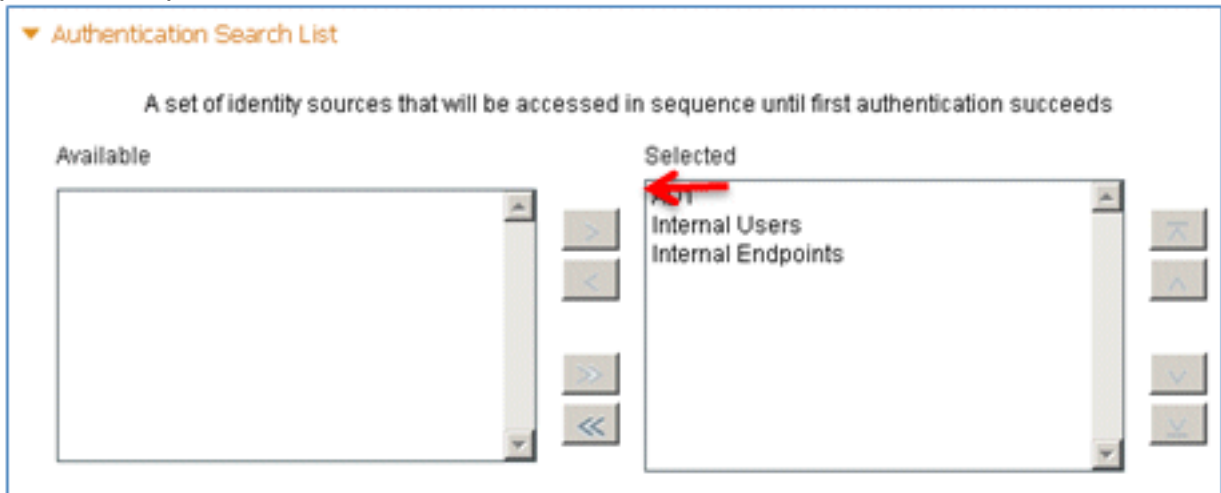 Authentication Search List
A set of identity sources that will be accessed in sequence until first authentication succeeds
Available
Selected
Internal Users
Internal Endpoints